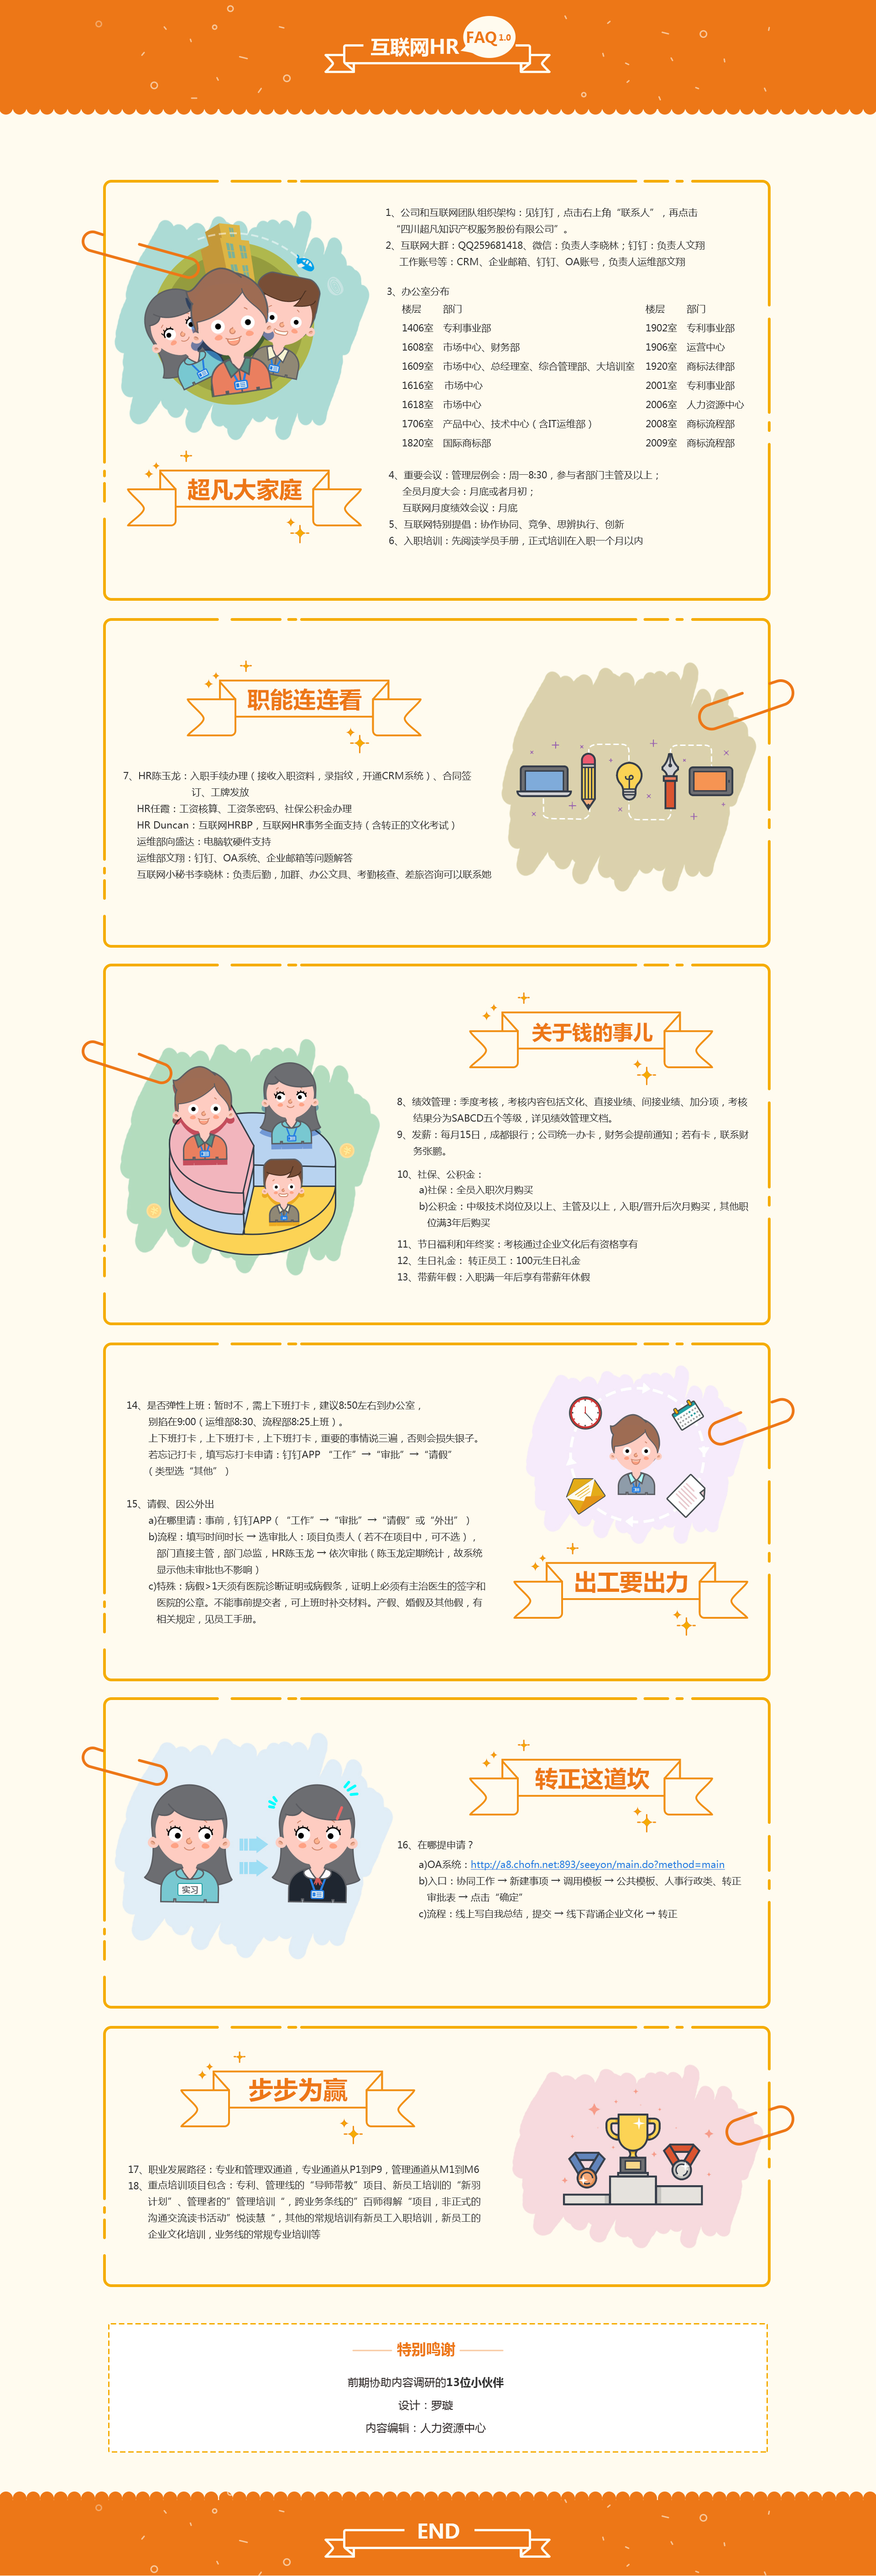 互联网HR
FAQ 1.0
1、公司和互联网团队组织架构：见钉钉，点击右上角“联系人”，再点击
“四川超凡知识产权服务股份有限公司”。
2、互联网大群：QQ259681418、微信：负责人李晓林；钉钉：负责人文翔
工作账号等：CRM、企业邮箱、钉钉、OA账号，负责人运维部文翔
3、办公室分布
楼层 部门 楼层 部门
1406室 专利事业部 1902室 专利事业部
1608室 市场中心、财务部 1906室 运营中心
1609室 市场中心、总经理室、综合管理部、大培训室 1920室 商标法律部
1616室 市场中心 2001室 专利事业部
1618室 市场中心 2006室 人力资源中心
1706室 产品中心、技术中心（含IT运维部） 2008室 商标流程部
1820室 国际商标部 2009室 商标流程部
超凡大家庭
4、重要会议：管理层例会：周一8:30，参与者部门主管及以上；
全员月度大会：月底或者月初；
互联网月度绩效会议：月底
5、互联网特别提倡：协作协同、竞争、思辨执行、创新
6、入职培训：先阅读学员手册，正式培训在入职一个月以内
职能连连看
7、HR陈玉龙：入职手续办理（接收入职资料，录指纹，开通CRM系统）、合同签
订、工牌发放
HR任霞：工资核算、工资条密码、社保公积金办理
HR Duncan：互联网HRBP，互联网HR事务全面支持（含转正的文化考试）
运维部向盛达：电脑软硬件支持
运维部文翔：钉钉、OA系统、企业邮箱等问题解答
互联网小秘书李晓林：负责后勤，加群、办公文具、考勤核查、差旅咨询可以联系她
关于钱的事儿
8、绩效管理：季度考核，考核内容包括文化、直接业绩、间接业绩、加分项，考核
结果分为SABCD五个等级，详见绩效管理文档。
9、发薪：每月15日，成都银行；公司统一办卡，财务会提前通知；若有卡，联系财
务张鹏。
10、社保、公积金：
a)社保：全员入职次月购买
b)公积金：中级技术岗位及以上、主管及以上，入职/晋升后次月购买，其他职
位满3年后购买
11、节日福利和年终奖：考核通过企业文化后有资格享有
12、生日礼金： 转正员工：100元生日礼金
13、带薪年假：入职满一年后享有带薪年休假
14、是否弹性上班：暂时不，需上下班打卡，建议8:50左右到办公室，
别掐在9:00（运维部8:30、流程部8:25上班）。
上下班打卡，上下班打卡，上下班打卡，重要的事情说三遍，否则会损失银子。
若忘记打卡，填写忘打卡申请：钉钉APP “工作”→“审批”→“请假”
（类型选“其他”）
15、请假、因公外出
a)在哪里请：事前，钉钉APP（“工作”→“审批”→“请假”或“外出”）
b)流程：填写时间时长→选审批人：项目负责人（若不在项目中，可不选），
部门直接主管，部门总监，HR陈玉龙→依次审批（陈玉龙定期统计，故系统
显示他未审批也不影响）
c)特殊：病假>1天须有医院诊断证明或病假条，证明上必须有主治医生的签字和
医院的公章。不能事前提交者，可上班时补交材料。产假、婚假及其他假，有
相关规定，见员工手册。
出工要出力
实习
转正这道坎
16、在哪提申请？
a)OA系统：http://a8.chofn.net:893/seeyon/main.do?method=main
b)入口：协同工作→新建事项→调用模板→公共模板、人事行政类、转正
审批表→点击“确定”
c)流程：线上写自我总结，提交→线下背诵企业文化→转正
步步为赢
17、职业发展路径：专业和管理双通道，专业通道从P1到P9，管理通道从M1到M6
18、重点培训项目包含：专利、管理线的“导师带教”项目、新员工培训的“新羽
计划”、管理者的”管理培训“，跨业务条线的”百师得解“项目，非正式的
沟通交流读书活动”悦读慧“，其他的常规培训有新员工入职培训，新员工的
企业文化培训，业务线的常规专业培训等
特别鸣谢
前期协助内容调研的13位小伙伴
设计：罗璇
内容编辑：人力资源中心
END